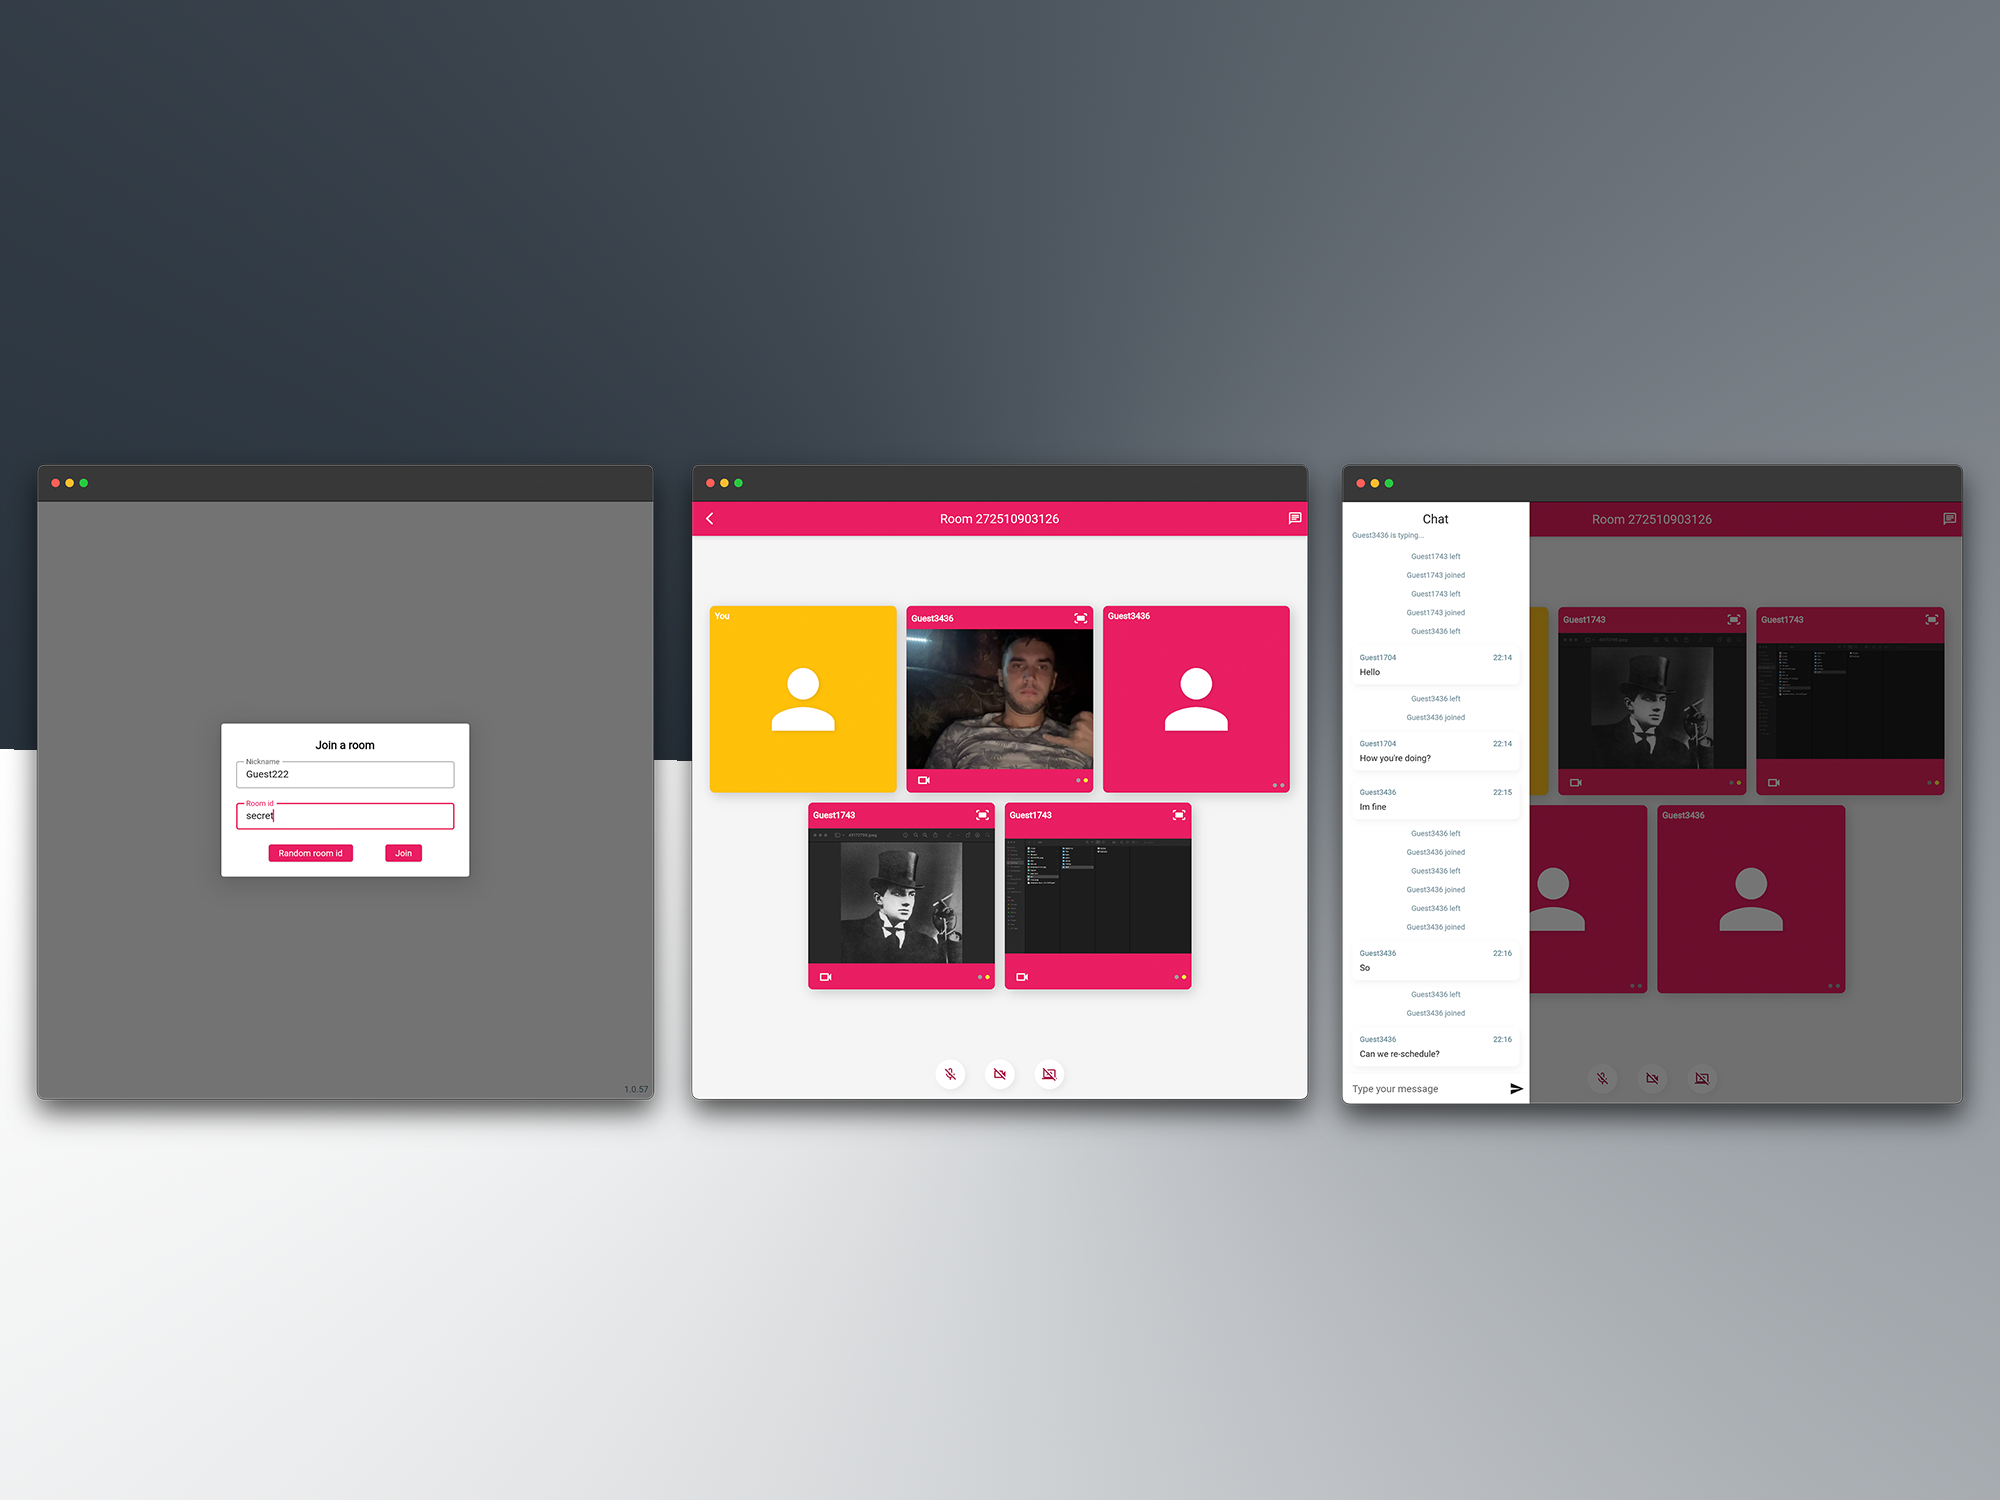 Join a room
Nickname
Guest222
Room id
secret
Random room id
Join
1.0.57
Room 272510903126
You
Guest3436
Guest3436
Guest1743
Guest1743
Chat
Guest3436 is typing...
Guest1743 left
Guest1743 joined
Guest1743 left
Guest1743 joined
Guest3436 left
Guest1704 22:14
Hello
Guest3436 left
Guest3436 joined
Guest1704 22:14
How you're doing?
Guest3436 22:15
Im fine
Guest3436 left
Guest3436 joined
Guest3436 left
Guest3436 joined
Guest3436 left
Guest3436 joined
Guest3436 22:16
So
Guest3436 left
Guest3436 joined
Guest3436 22:16
Can we re-schedule?
Type your message
Room 272510903126
Guest1743
Guest1743
Guest3436